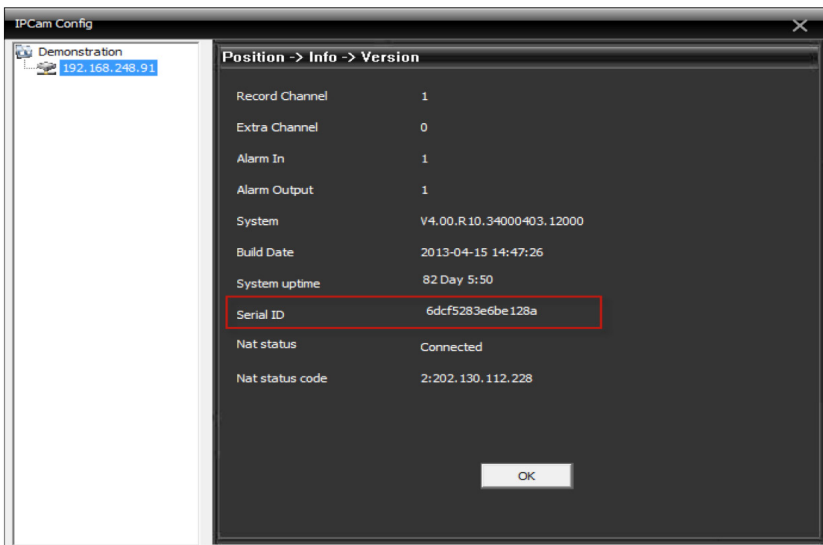 IPCam Config
Demonstration
192.168.248.91
Position -> Info -> Version
Record Channel 1
Extra Channel 0
Alarm In 1
Alarm Output 1
System V4.00.R10.34000403.12000
Build Date 2013-04-15 14:47:26
System uptime 82 Day 5:50
Serial ID 6dcf5283e6be128a
Nat status Connected
Nat status code 2:202.130.112.228
OK